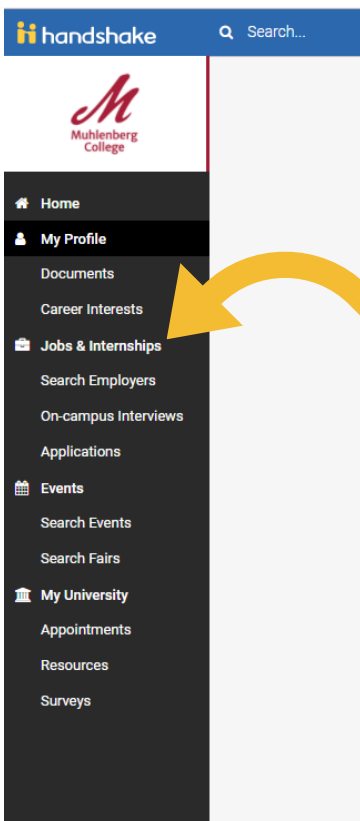 handshake
Search...
M
Muhlenberg
College
Home
My Profile
Documents
Career Interests
Jobs & Internships
Search Employers
On-campus Interviews
Applications
Events
Search Events
Search Fairs
My University
Appointments
Resources
Surveys